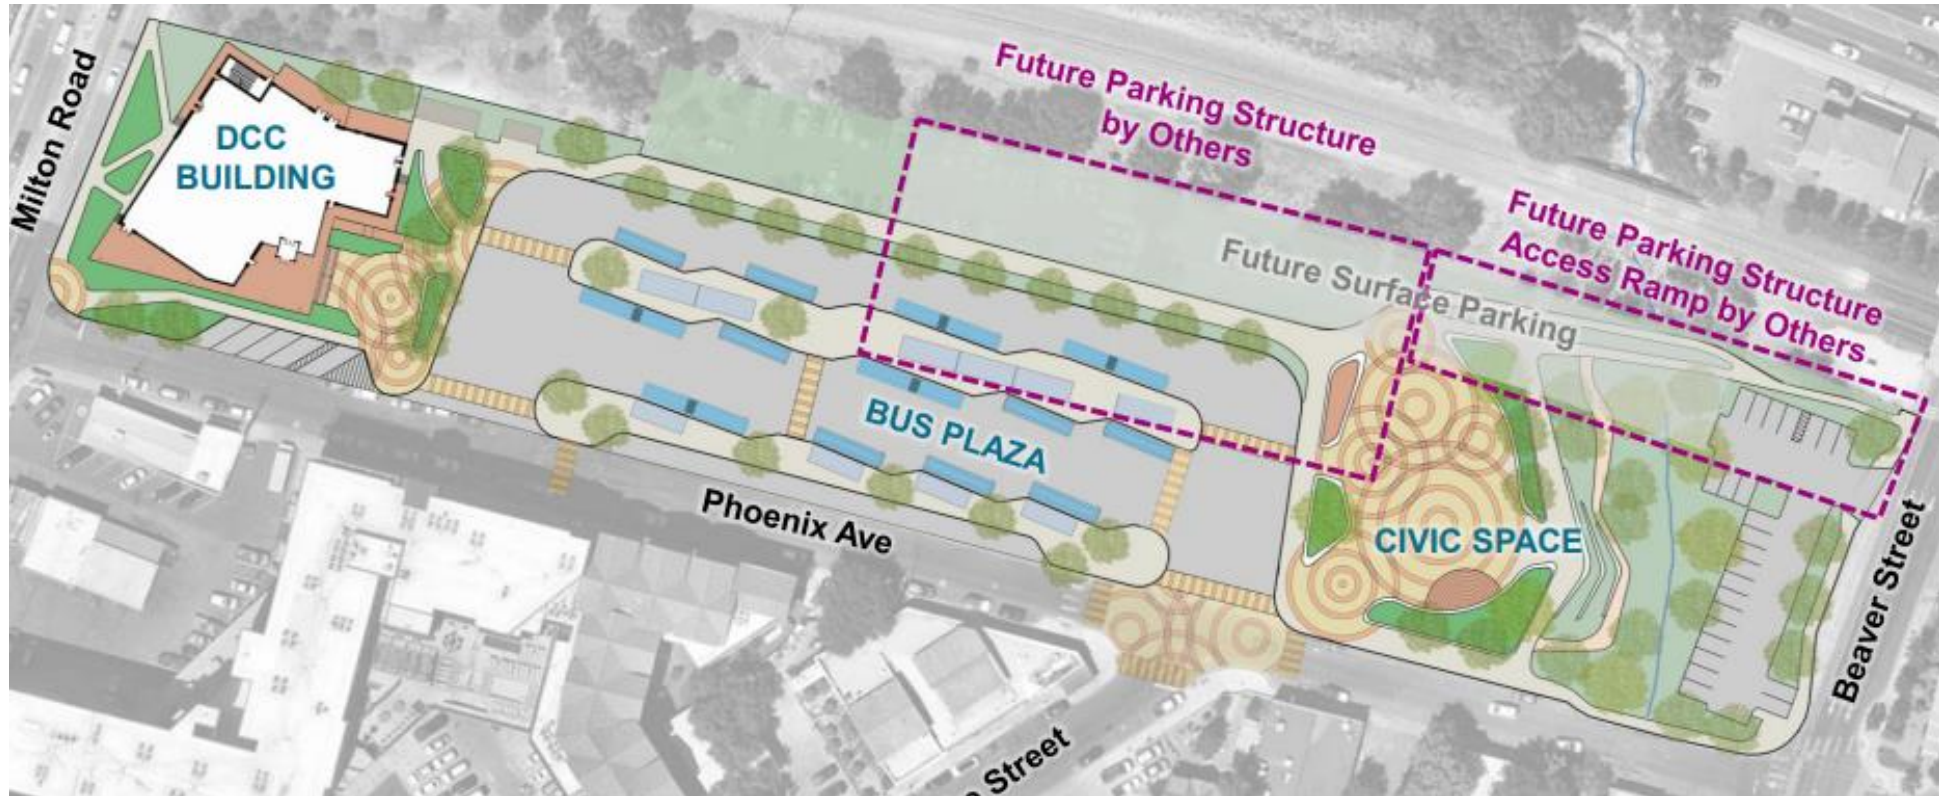 Milton Road
DCC
BUILDING
Future Parking Structure
by Others
Future Parking Structure
Access Ramp by Others
Future Surface Parking
BUS PLAZA
Phoenix Ave
CIVIC SPACE
Beaver Street
Street